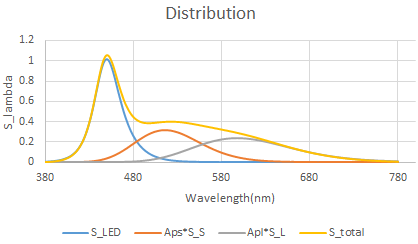 Distribution
1.2
1
0.8
0.6
0.4
0.2
0
S_lambda
380 480 580 680 780
Wavelength(nm)
S_LED Aps*S_S Apl*S_L S_total